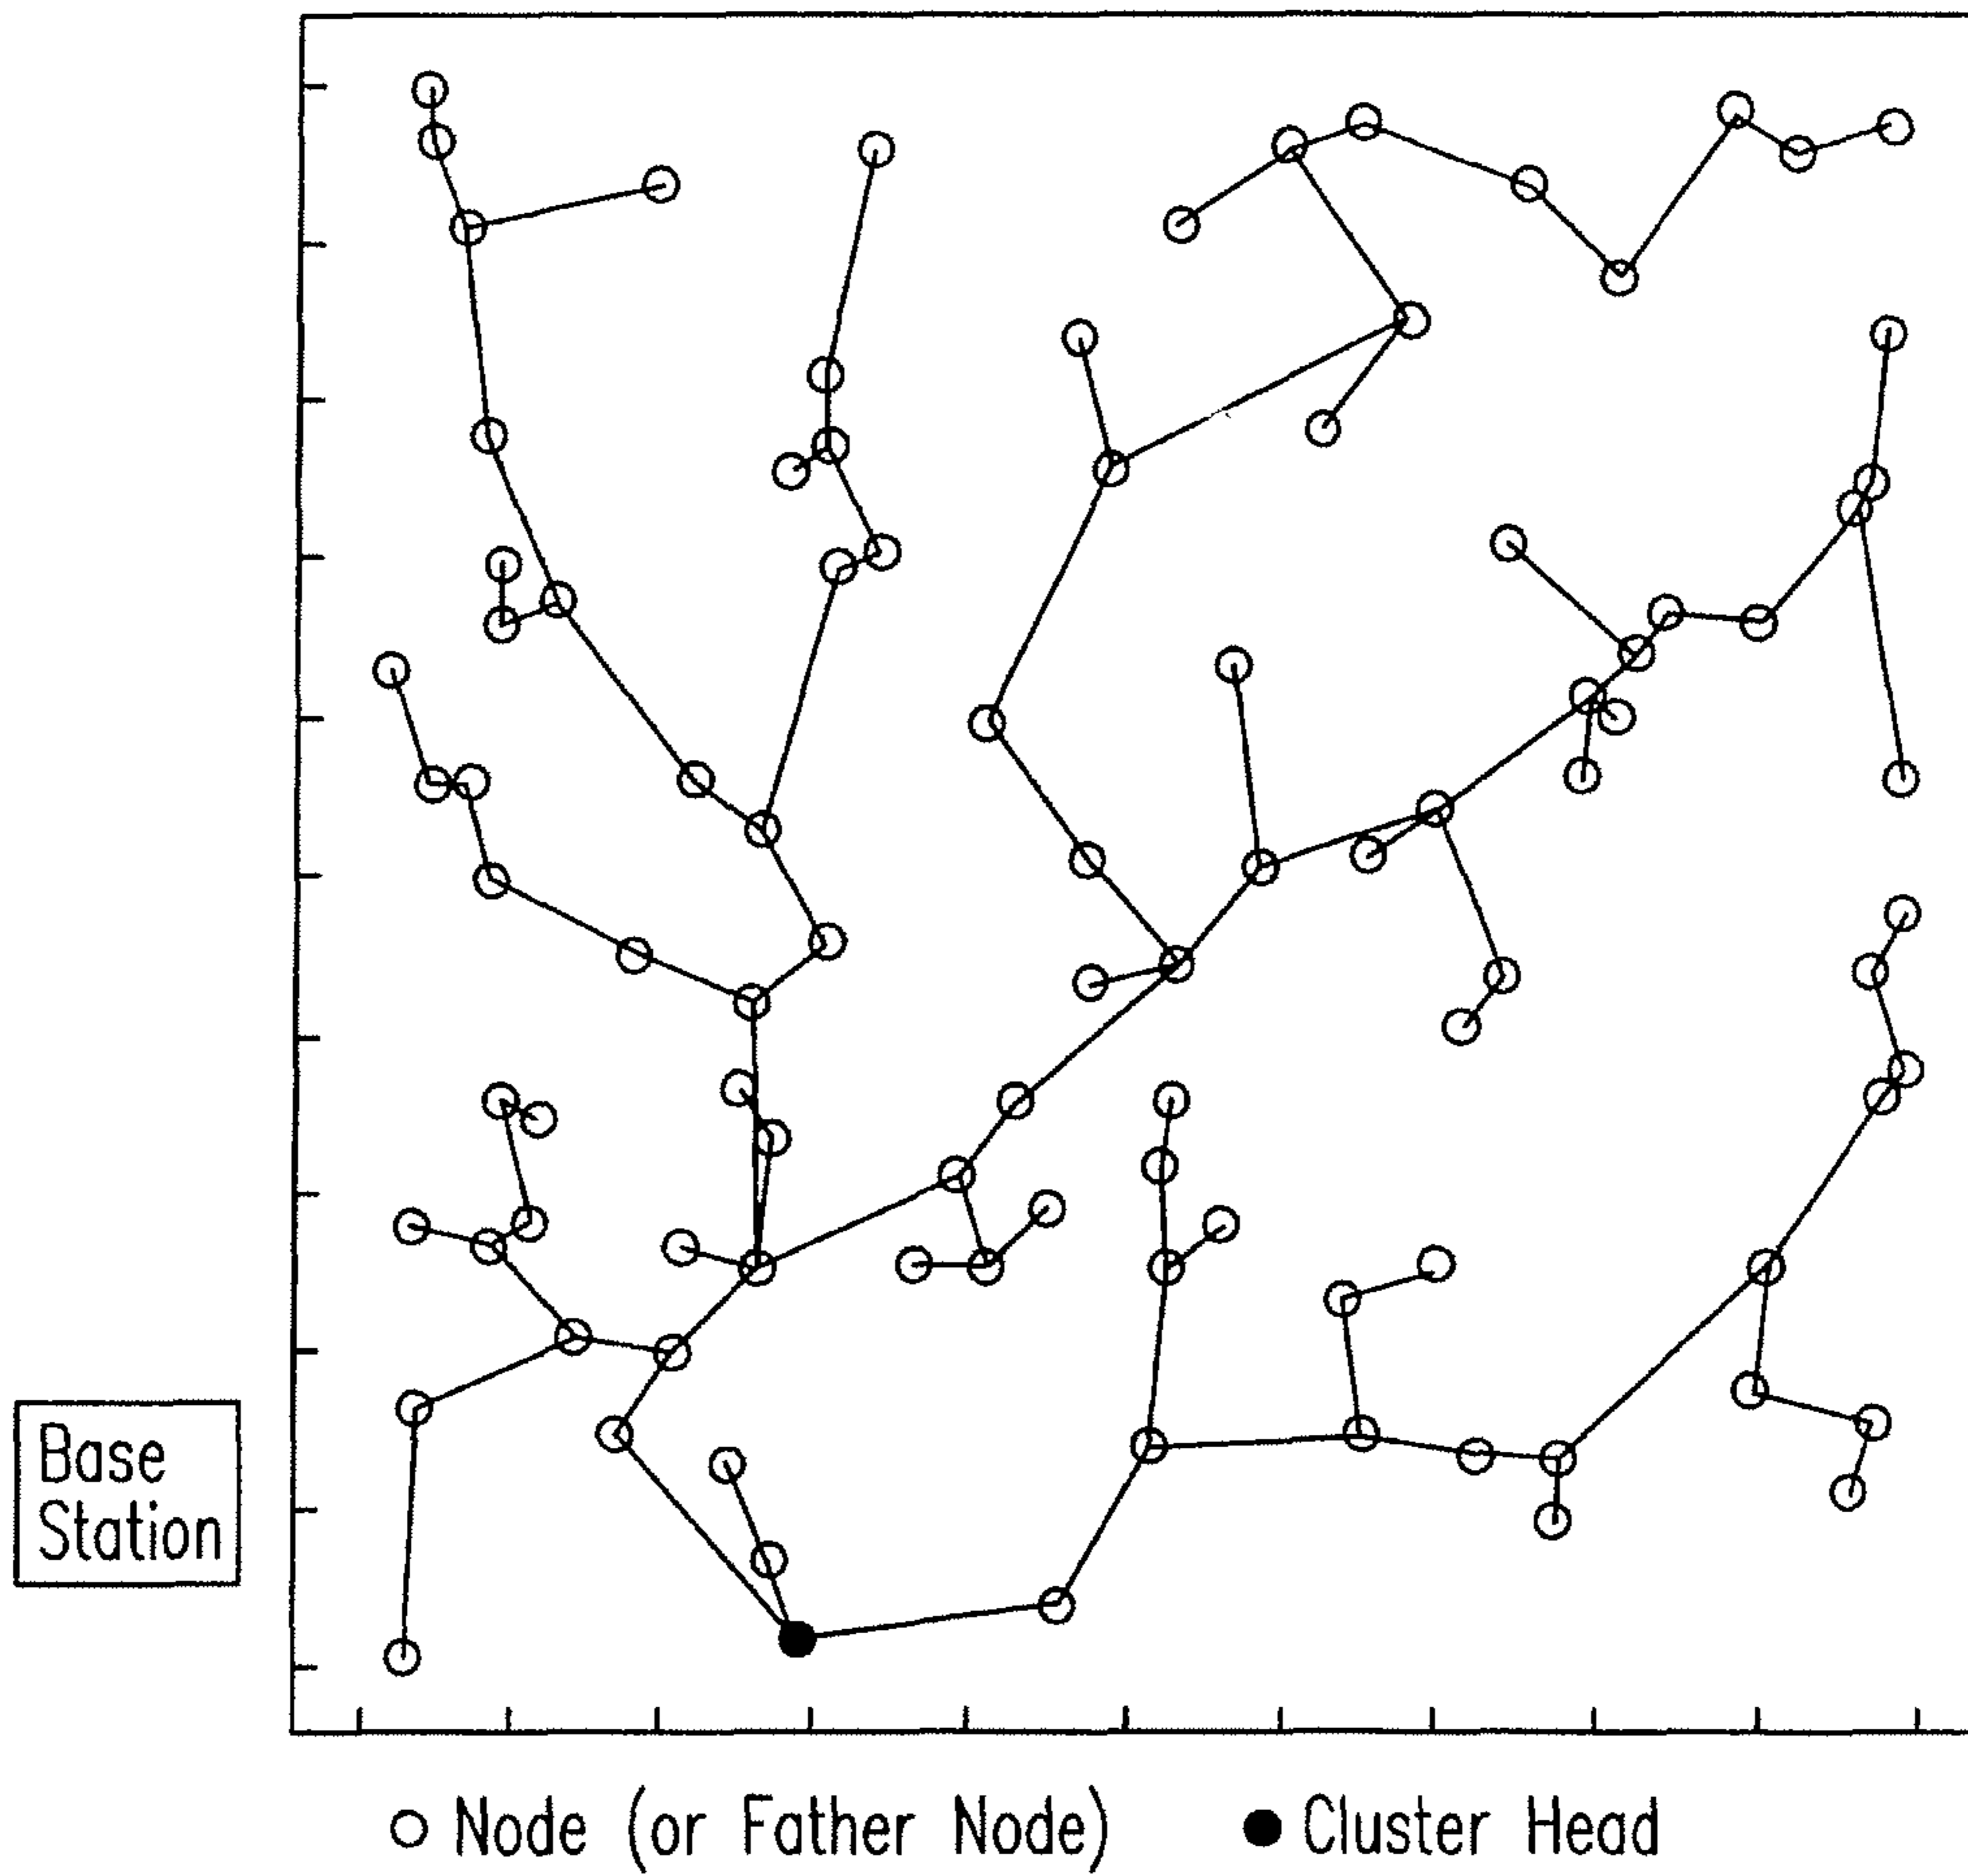 Base
Station
Node (or Father Node)
Cluster Head